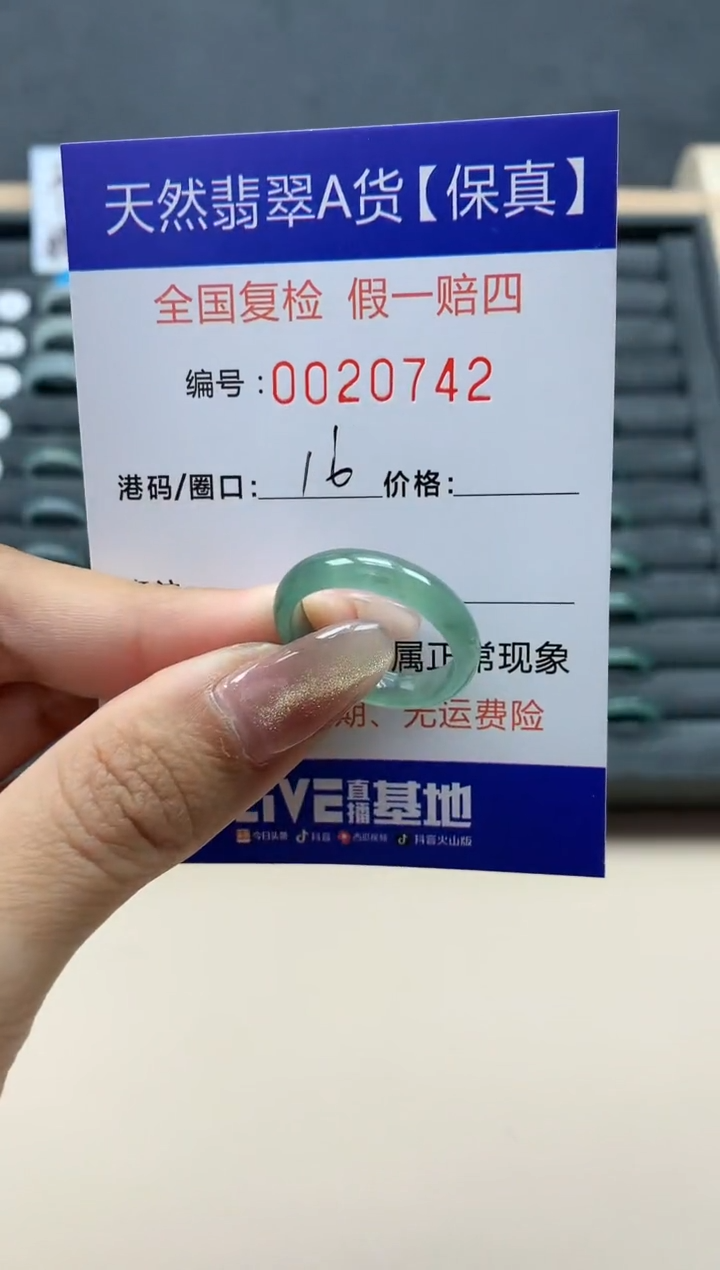 天然翡翠A货【保真】
全国复检 假一赔四
编号:0020742
港码/圈口: 16 价格:
属正常现象
期、无运费险
LIVE直播基地
今日头条 抖音 西瓜视频 抖音火山版